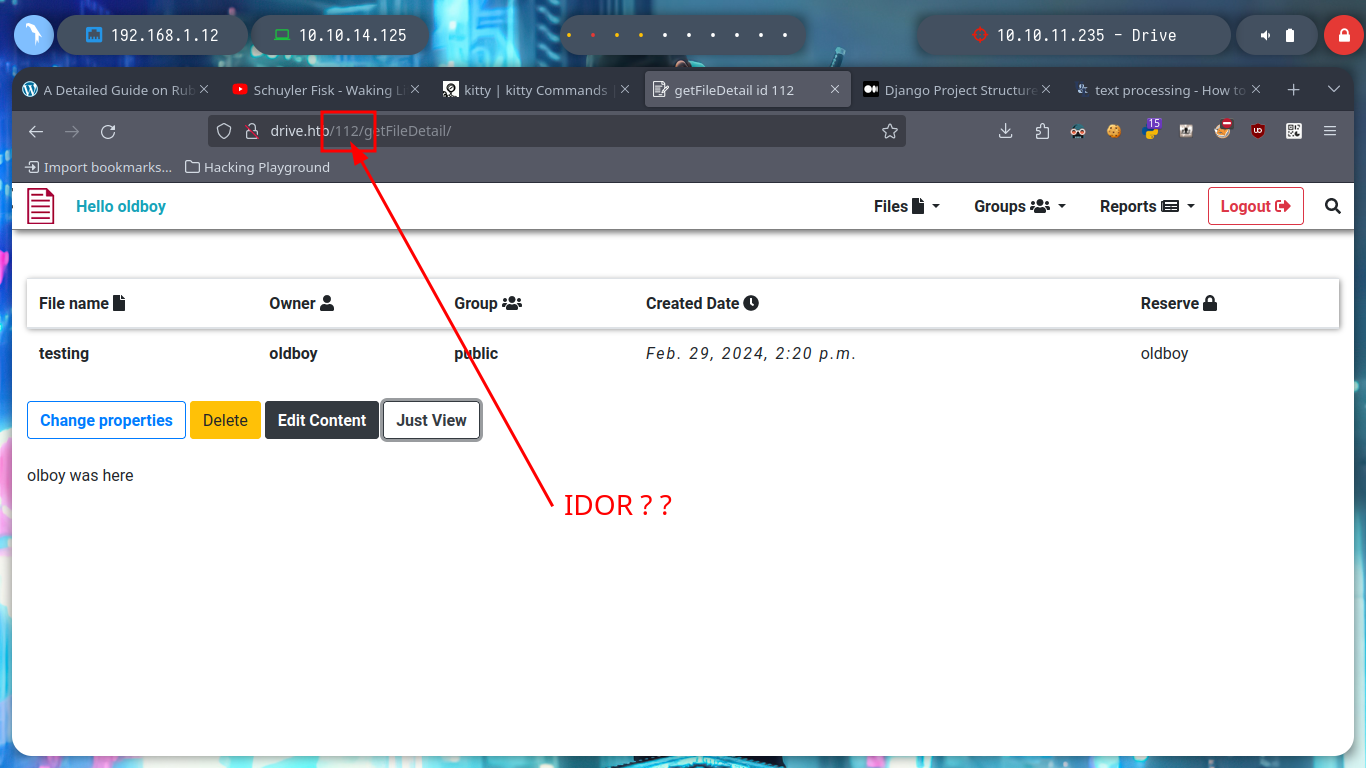 192.168.1.12
10.10.14.125
10.10.11.235 - Drive
A Detailed Guide on Rub
Schuyler Fisk - Waking Li
kitty | kitty Commands
getFileDetail id 112
Django Project Structure
text processing - How to
drive.htb/112/getFileDetail/
15
Import bookmarks...
Hacking Playground
Hello oldboy
Files
Groups
Reports
Logout
File name
Owner
Group
Created Date
Reserve
testing
oldboy
public
Feb. 29, 2024, 2:20 p.m.
oldboy
Change properties
Delete
Edit Content
Just View
olboy was here
IDOR ? ?